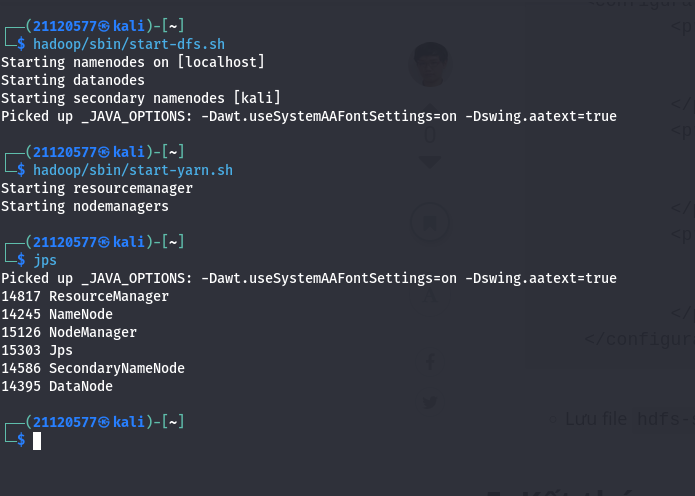 ┌──(21120577㉿kali)-[~]
└─$ hadoop/sbin/start-dfs.sh
Starting namenodes on [localhost]
Starting datanodes
Starting secondary namenodes [kali]
Picked up _JAVA_OPTIONS: -Dawt.useSystemAAFontSettings=on -Dswing.aatext=true
┌──(21120577㉿kali)-[~]
└─$ hadoop/sbin/start-yarn.sh
Starting resourcemanager
Starting nodemanagers
┌──(21120577㉿kali)-[~]
└─$ jps
Picked up _JAVA_OPTIONS: -Dawt.useSystemAAFontSettings=on -Dswing.aatext=true
14817 ResourceManager
14245 NameNode
15126 NodeManager
15303 Jps
14586 SecondaryNameNode
14395 DataNode
┌──(21120577㉿kali)-[~]
└─$
<p
</
<p
0
</
<p
</p
</configur
Lưu file hdfs-s